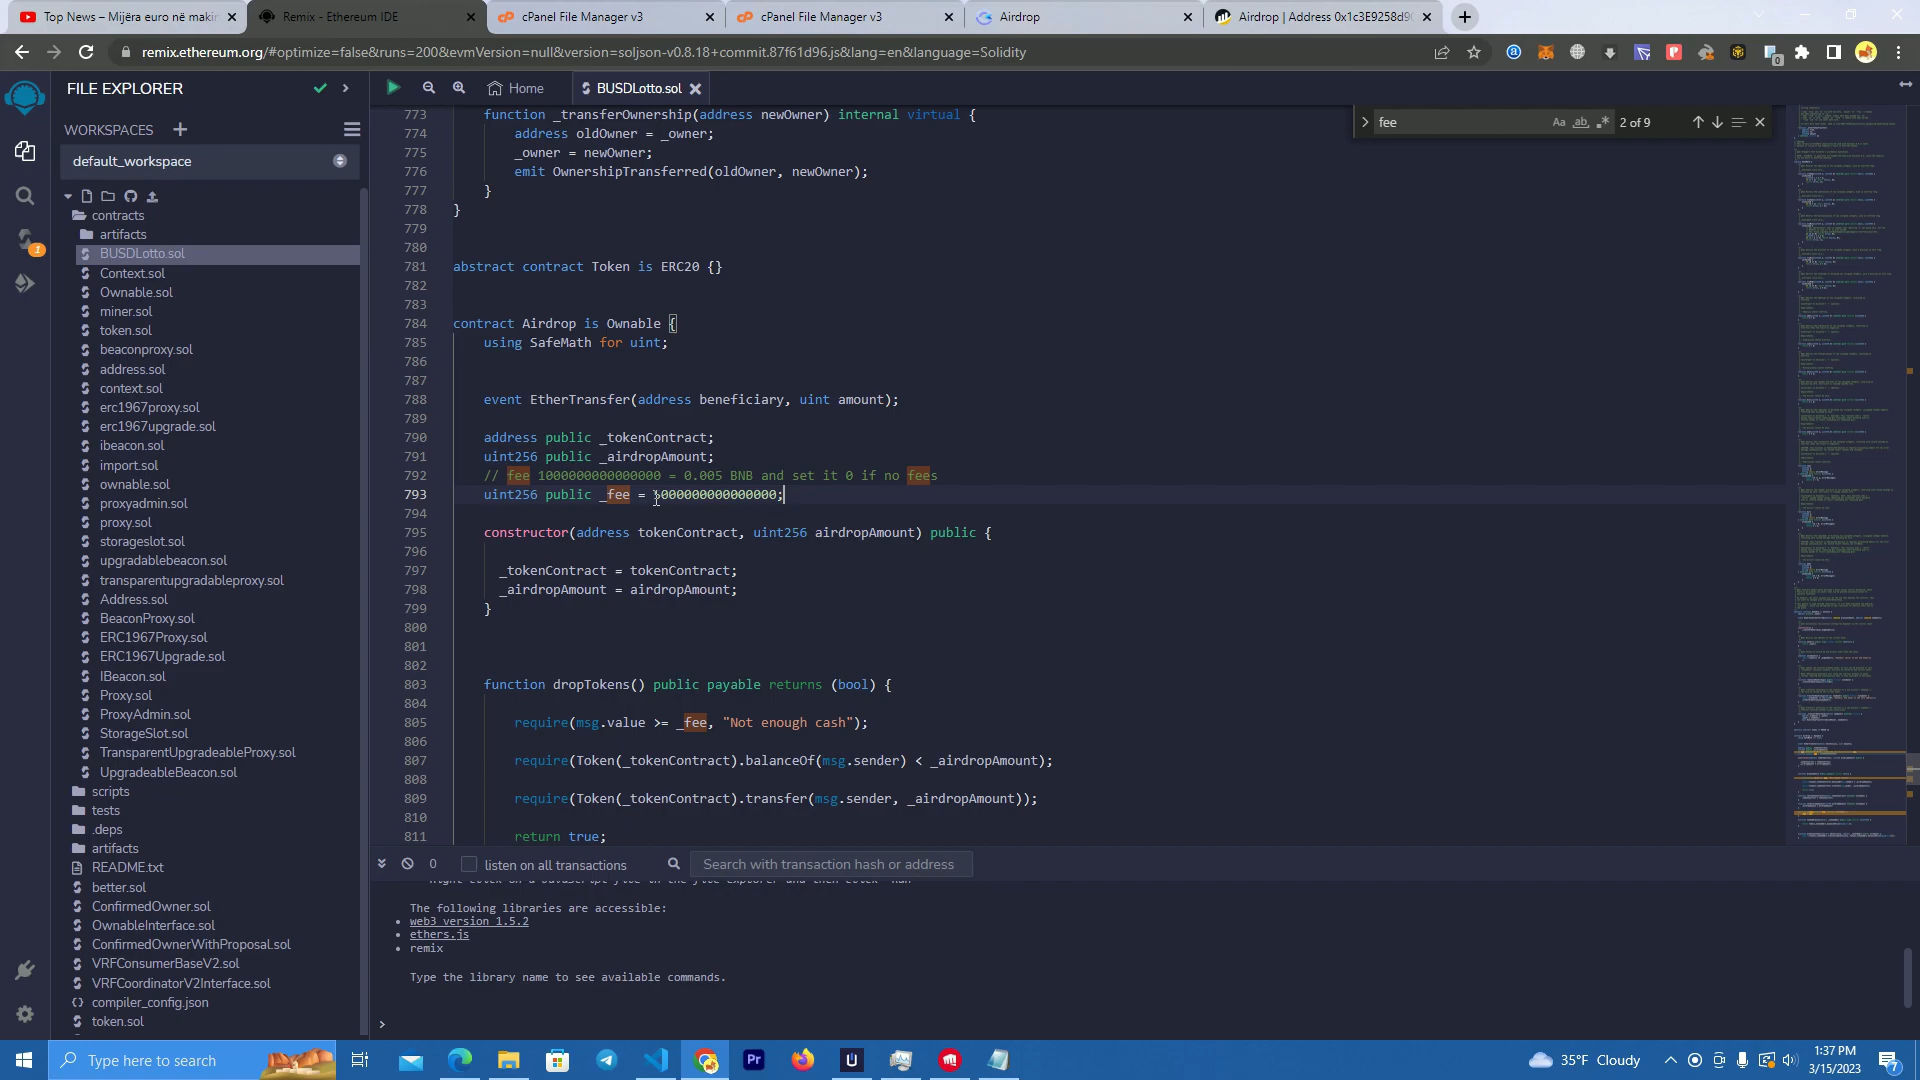 Top News – Mijëra euro në makin
Remix - Ethereum IDE
cPanel File Manager v3
cPanel File Manager v3
Airdrop
Airdrop | Address 0x1c3E9258d90
remix.ethereum.org/#optimize=false&runs=200&evmVersion=null&version=soljson-v0.8.18+commit.87f61d96.js&lang=en&language=Solidity
0
FILE EXPLORER
WORKSPACES
default_workspace
contracts
artifacts
BUSDLotto.sol
Context.sol
Ownable.sol
miner.sol
token.sol
beaconproxy.sol
address.sol
context.sol
erc1967proxy.sol
erc1967upgrade.sol
ibeacon.sol
import.sol
ownable.sol
proxyadmin.sol
proxy.sol
storageslot.sol
upgradablebeacon.sol
transparentupgradableproxy.sol
Address.sol
BeaconProxy.sol
ERC1967Proxy.sol
ERC1967Upgrade.sol
IBeacon.sol
Proxy.sol
ProxyAdmin.sol
StorageSlot.sol
TransparentUpgradeableProxy.sol
UpgradeableBeacon.sol
scripts
tests
.deps
artifacts
README.txt
better.sol
ConfirmedOwner.sol
OwnableInterface.sol
ConfirmedOwnerWithProposal.sol
VRFConsumerBaseV2.sol
VRFCoordinatorV2Interface.sol
compiler_config.json
token.sol
1
Home
BUSDLotto.sol
fee
Aa
ab
2 of 9
773 function _transferOwnership(address newOwner) internal virtual {
774 address oldOwner = _owner;
775 _owner = newOwner;
776 emit OwnershipTransferred(oldOwner, newOwner);
777 }
778 }
779
780
781 abstract contract Token is ERC20 {}
782
783
784 contract Airdrop is Ownable {
785 using SafeMath for uint;
786
787
788 event EtherTransfer(address beneficiary, uint amount);
789
790 address public _tokenContract;
791 uint256 public _airdropAmount;
792 // fee 1000000000000000 = 0.005 BNB and set it 0 if no fees
793 uint256 public _fee =
794
795 constructor(address tokenContract, uint256 airdropAmount) public {
796
797 _tokenContract = tokenContract;
798 _airdropAmount = airdropAmount;
799 }
800
801
802
803 function dropTokens() public payable returns (bool) {
804
805 require(msg.value >= _fee, "Not enough cash");
806
807 require(Token(_tokenContract).balanceOf(msg.sender) < _airdropAmount);
808
809 require(Token(_tokenContract).transfer(msg.sender, _airdropAmount));
810
811 return true;
0
listen on all transactions
Search with transaction hash or address
The following libraries are accessible:
• web3 version 1.5.2
• ethers.js
• remix
Type the library name to see available commands.
>
Type here to search
Pr
U
35°F Cloudy
1:37 PM
3/15/2023
7